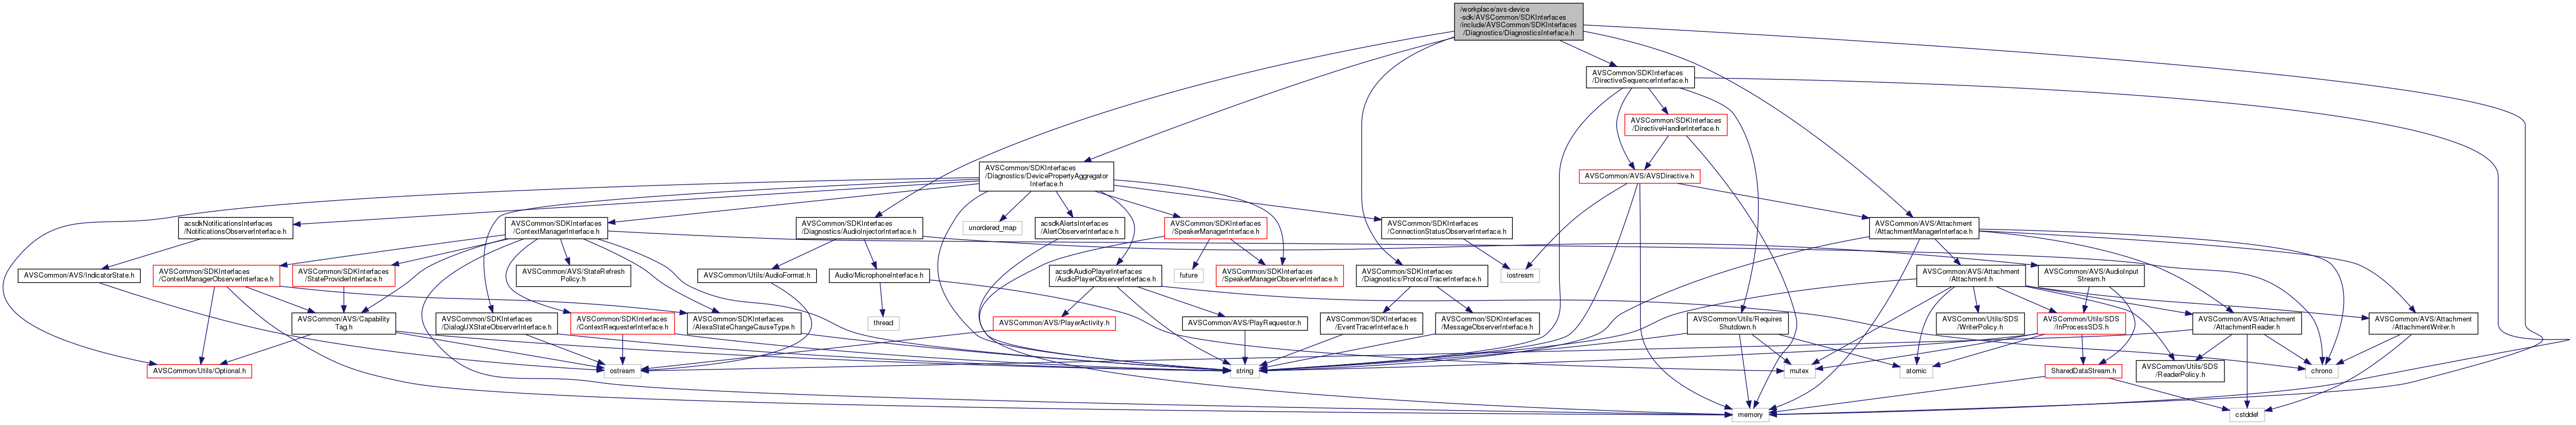 /workplace/avs-device
-sdk/AVSCommon/SDKInterfaces
/include/AVSCommon/SDKInterfaces
/Diagnostics/DiagnosticsInterface.h
AVSCommon/SDKInterfaces
/DirectiveSequencerInterface.h
AVSCommon/SDKInterfaces
/DirectiveHandlerInterface.h
AVSCommon/SDKInterfaces
/Diagnostics/DevicePropertyAggregator
Interface.h
AVSCommon/AVS/AVSDirective.h
acsdkNotificationsInterfaces
/NotificationsObserverInterface.h
AVSCommon/SDKInterfaces
/ContextManagerInterface.h
AVSCommon/SDKInterfaces
/Diagnostics/AudioInjectorInterface.h
unordered_map
acsdkAlertsInterfaces
/AlertObserverInterface.h
AVSCommon/SDKInterfaces
/SpeakerManagerInterface.h
AVSCommon/SDKInterfaces
/ConnectionStatusObserverInterface.h
AVSCommon/AVS/Attachment
/AttachmentManagerInterface.h
AVSCommon/AVS/IndicatorState.h
AVSCommon/SDKInterfaces
/ContextManagerObserverInterface.h
AVSCommon/SDKInterfaces
/StateProviderInterface.h
AVSCommon/AVS/StateRefresh
Policy.h
AVSCommon/Utils/AudioFormat.h
Audio/MicrophoneInterface.h
acsdkAudioPlayerInterfaces
/AudioPlayerObserverInterface.h
future
AVSCommon/SDKInterfaces
/SpeakerManagerObserverInterface.h
AVSCommon/SDKInterfaces
/Diagnostics/ProtocolTracerInterface.h
iostream
AVSCommon/AVS/Attachment
/Attachment.h
AVSCommon/AVS/AudioInput
Stream.h
AVSCommon/AVS/Capability
Tag.h
AVSCommon/SDKInterfaces
/DialogUXStateObserverInterface.h
AVSCommon/SDKInterfaces
/ContextRequesterInterface.h
AVSCommon/SDKInterfaces
/AlexaStateChangeCauseType.h
thread
AVSCommon/AVS/PlayerActivity.h
AVSCommon/AVS/PlayRequestor.h
AVSCommon/SDKInterfaces
/EventTracerInterface.h
AVSCommon/SDKInterfaces
/MessageObserverInterface.h
AVSCommon/Utils/Requires
Shutdown.h
AVSCommon/Utils/SDS
/WriterPolicy.h
AVSCommon/Utils/SDS
/InProcessSDS.h
AVSCommon/AVS/Attachment
/AttachmentReader.h
AVSCommon/AVS/Attachment
/AttachmentWriter.h
AVSCommon/Utils/Optional.h
ostream
string
mutex
atomic
SharedDataStream.h
AVSCommon/Utils/SDS
/ReaderPolicy.h
chrono
memory
cstddef